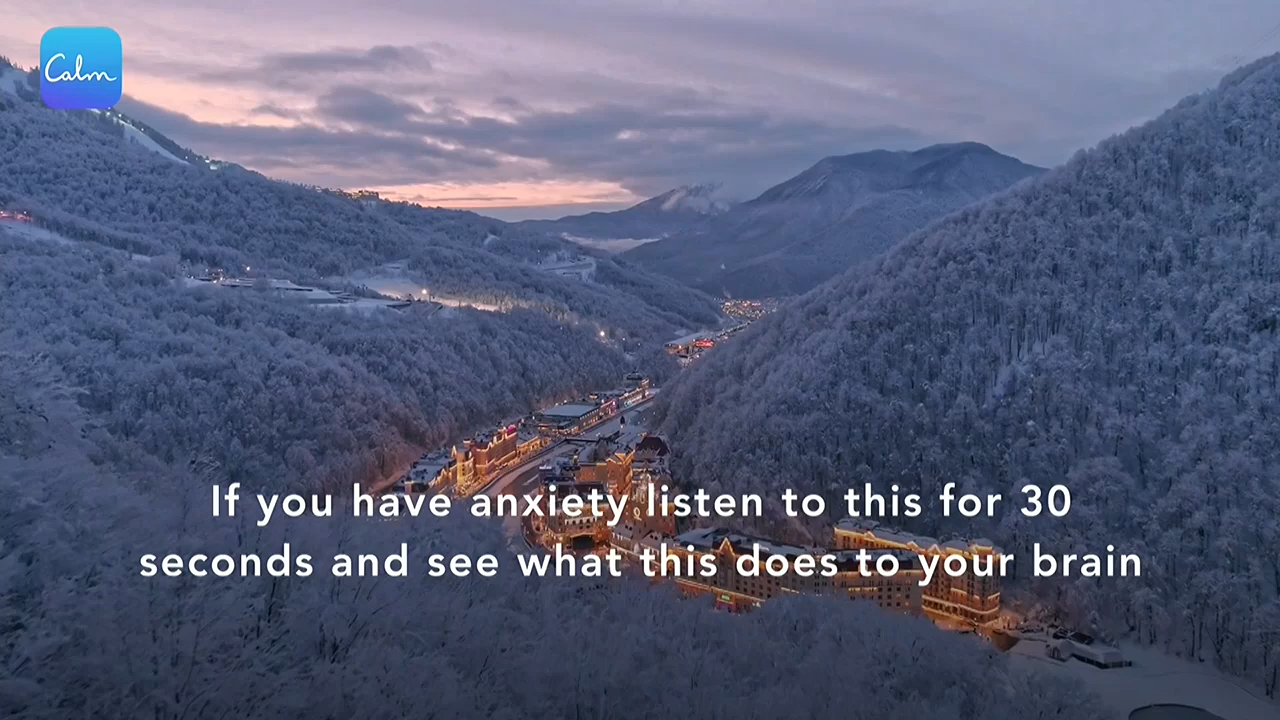 Calm
If you have anxiety listen to this for 30
seconds and see what this does to your brain